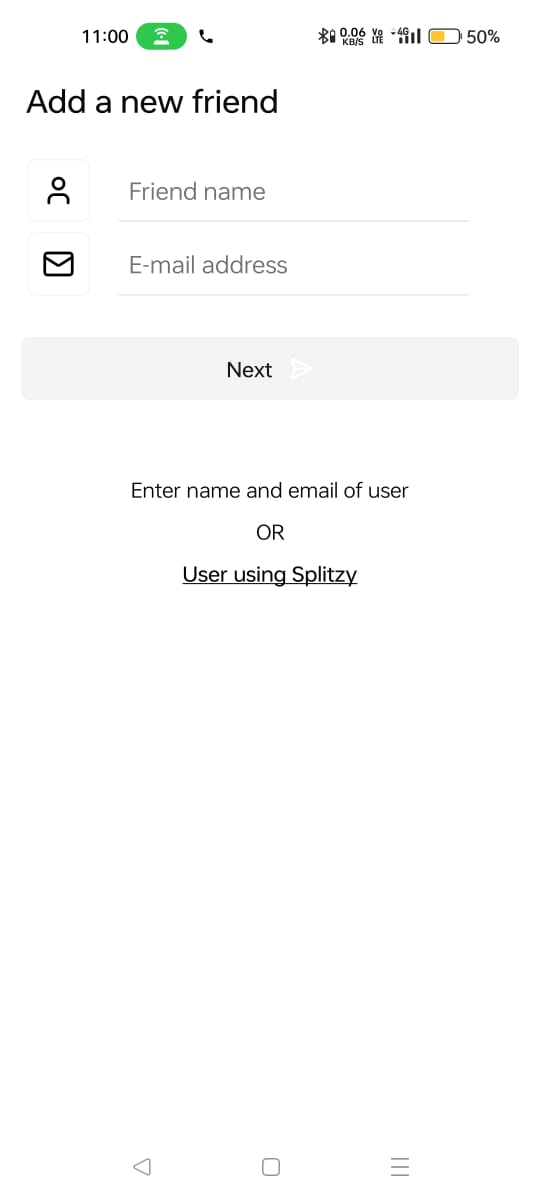 11:00
0.06 KB/S Vo LTE 4G 50%
Add a new friend
Friend name
E-mail address
Next
Enter name and email of user
OR
User using Splitzy